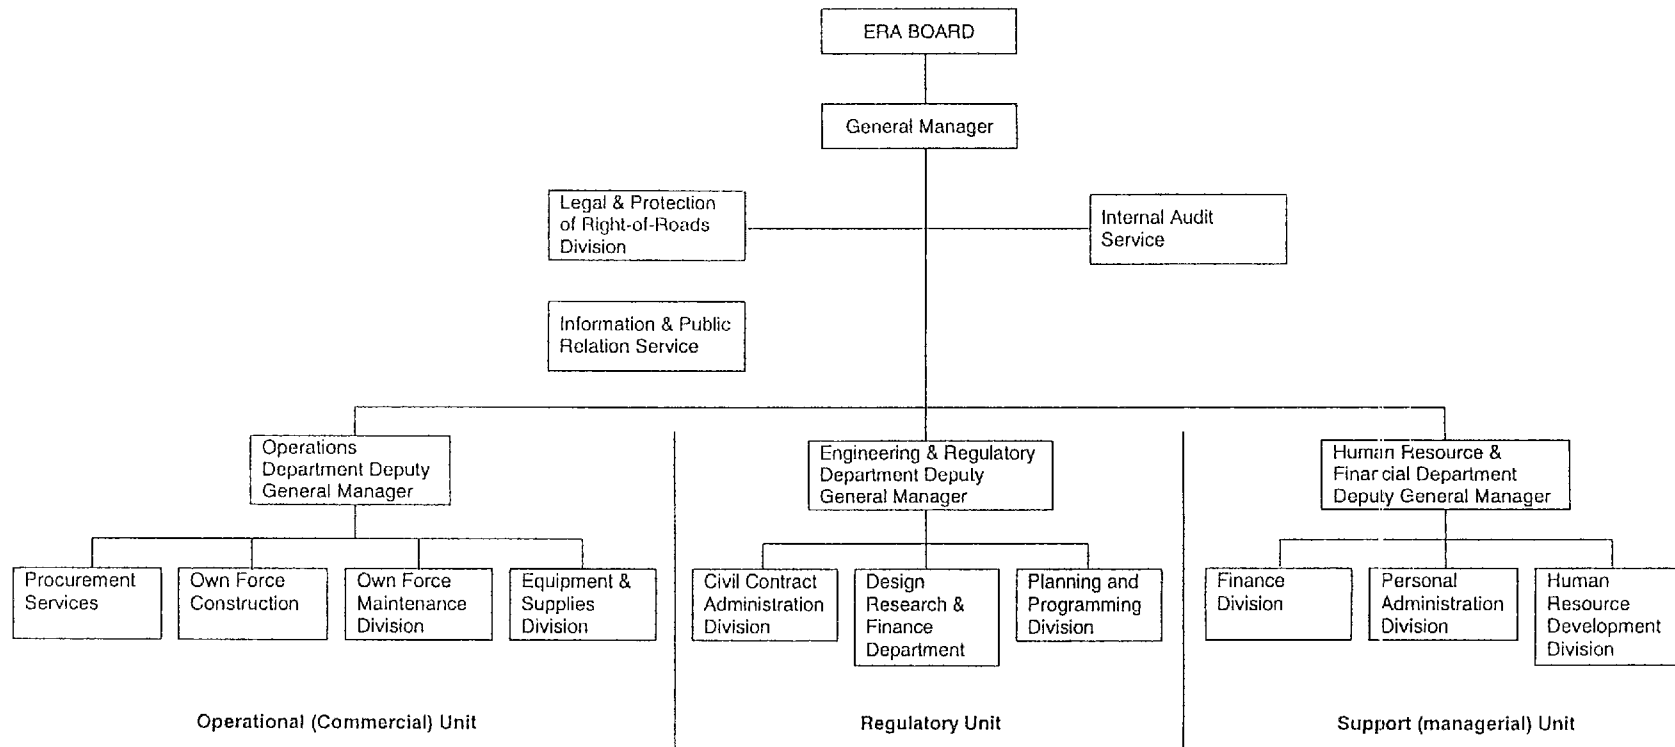 ERA BOARD
General Manager
Legal & Protection
of Right-of-Roads
Division
Internal Audit
Service
Information & Public
Relation Service
Operations
Department Deputy
General Manager
Engineering & Regulatory
Department Deputy
General Manager
Human Resource &
Financial Department
Deputy General Manager
Procurement
Services
Own Force
Construction
Own Force
Maintenance
Division
Equipment &
Supplies
Division
Civil Contract
Administration
Division
Design
Research &
Finance
Department
Planning and
Programming
Division
Finance
Division
Personal
Administration
Division
Human
Resource
Development
Division
Operational (Commercial) Unit
Regulatory Unit
Support (managerial) Unit